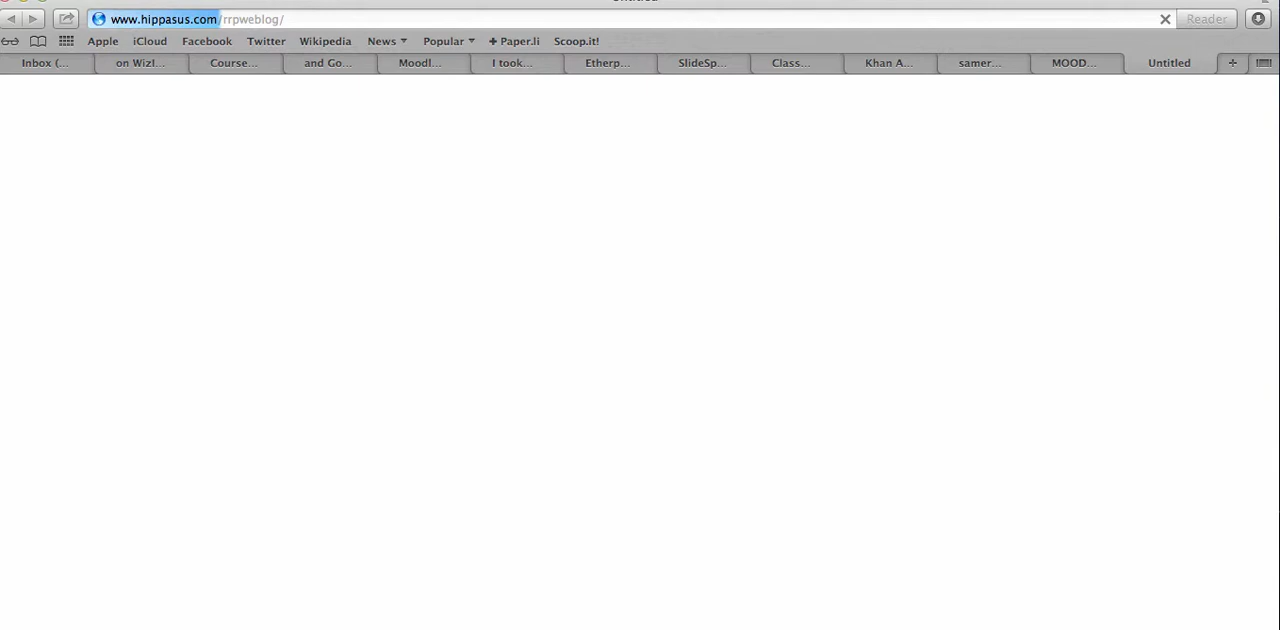 Untitled
www.hippasus.com/rrpweblog/ Reader
Apple iCloud Facebook Twitter Wikipedia News Popular + Paper.li Scoop.it!
Inbox (... on Wizl... Course... and Go... Moodl... I took... Etherp... SlideSp... Class... Khan A... samer... MOOD... Untitled